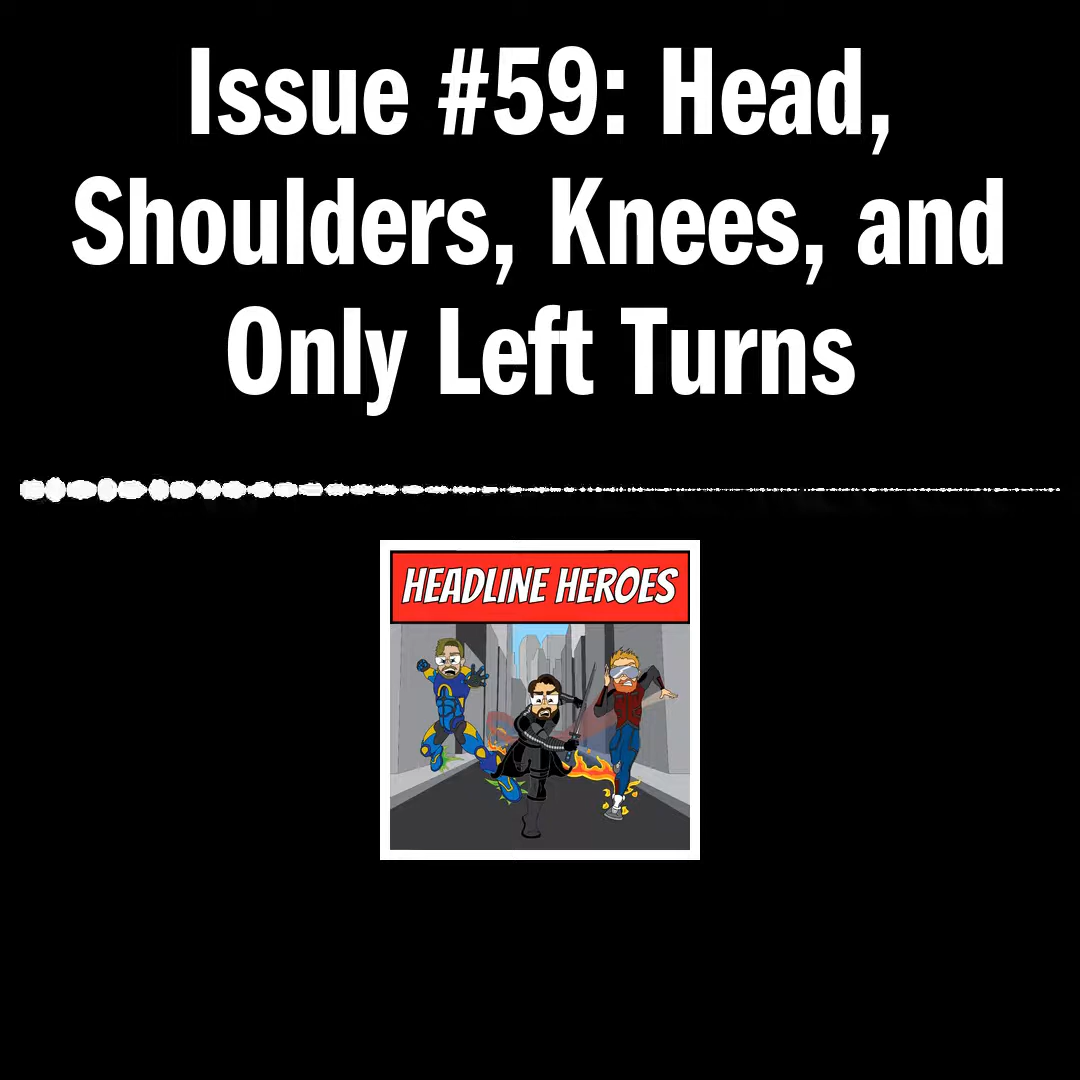 Issue #59: Head,
Shoulders, Knees, and
Only Left Turns
HEADLINE HEROES